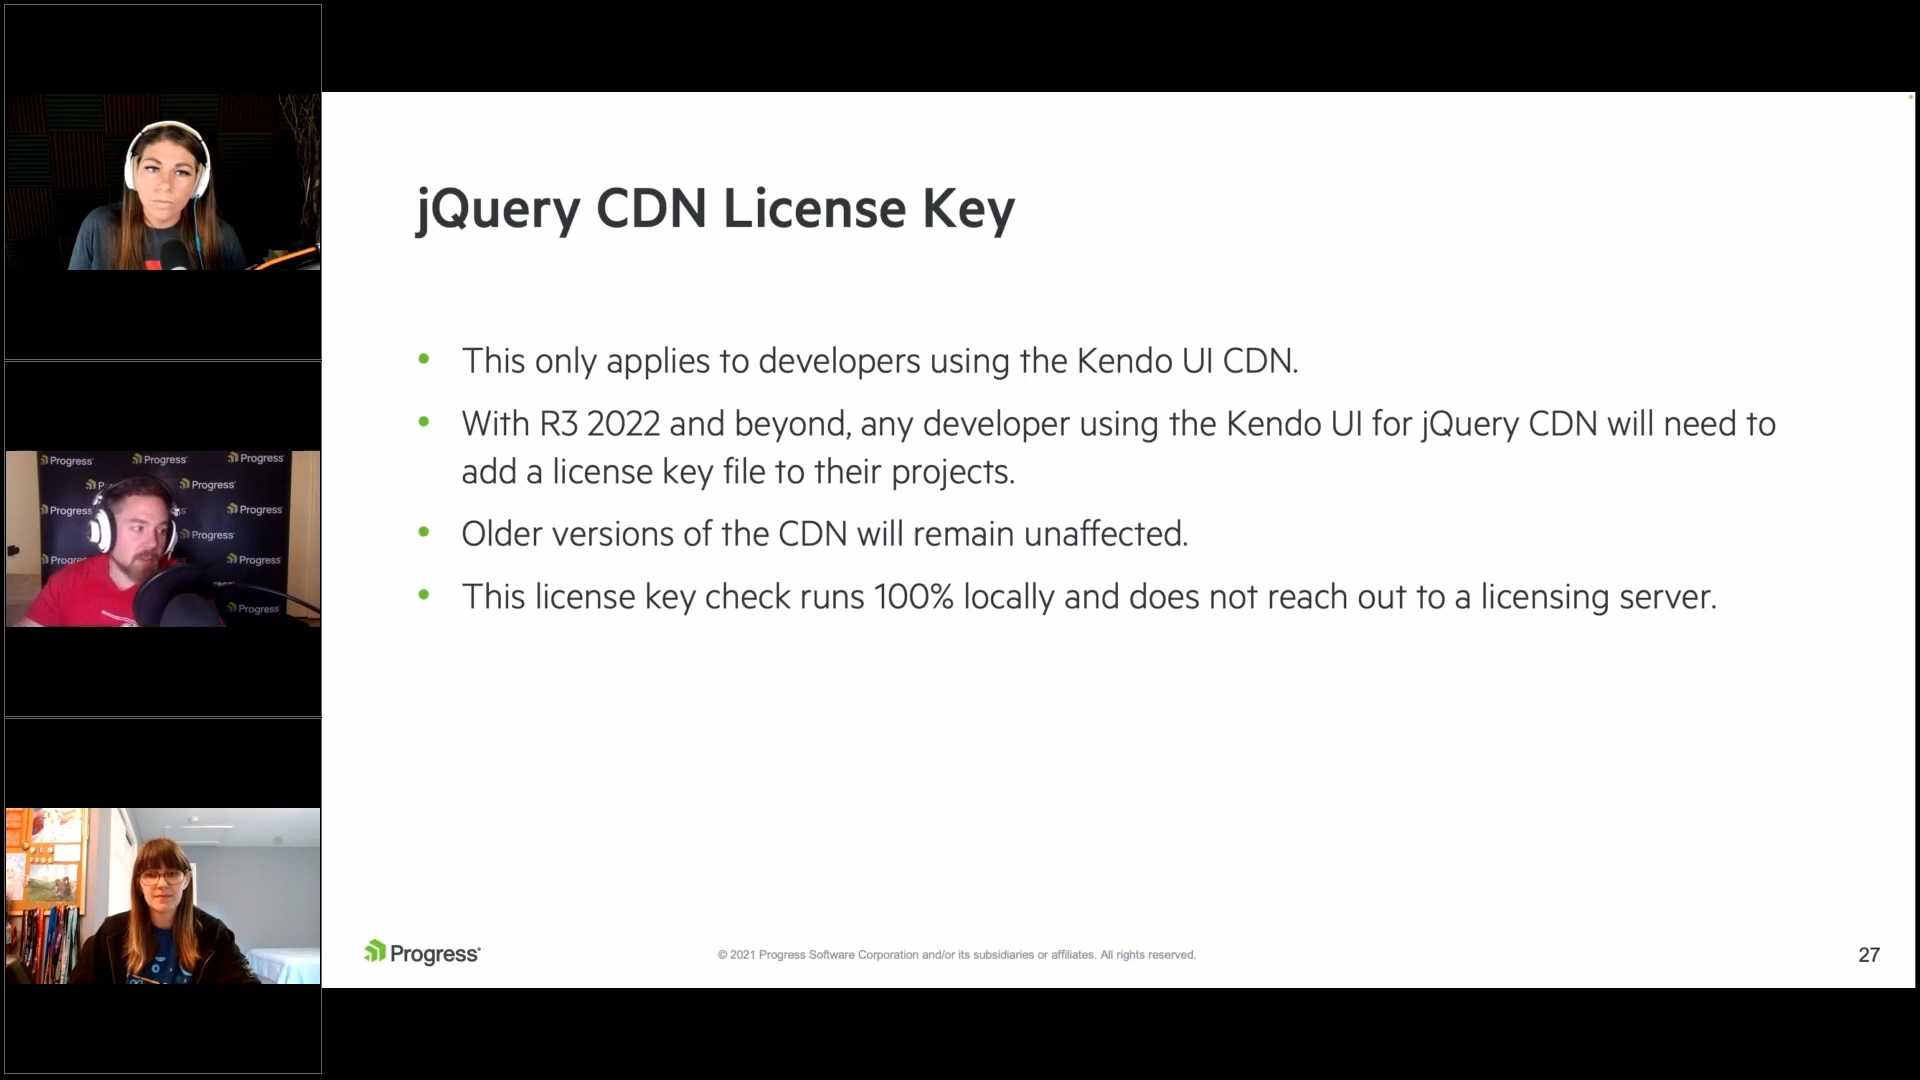 jQuery CDN License Key
• This only applies to developers using the Kendo UI CDN.
• With R3 2022 and beyond, any developer using the Kendo UI for jQuery CDN will need to
add a license key file to their projects.
• Older versions of the CDN will remain unaffected.
• This license key check runs 100% locally and does not reach out to a licensing server.
Progress
© 2021 Progress Software Corporation and/or its subsidiaries or affiliates. All rights reserved.
27
Progress Progress Progress
Progress
Progress Progress
Progress
Progress
Progress